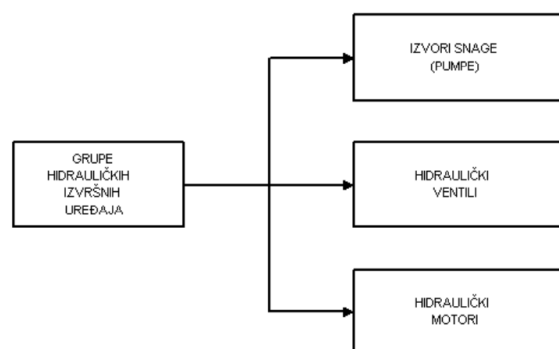 IZVORI SNAGE
(PUMPE)
GRUPE
HIDRAULIČKIH
IZVRŠNIH
UREĐAJA
HIDRAULIČKI
VENTILI
HIDRAULIČKI
MOTORI